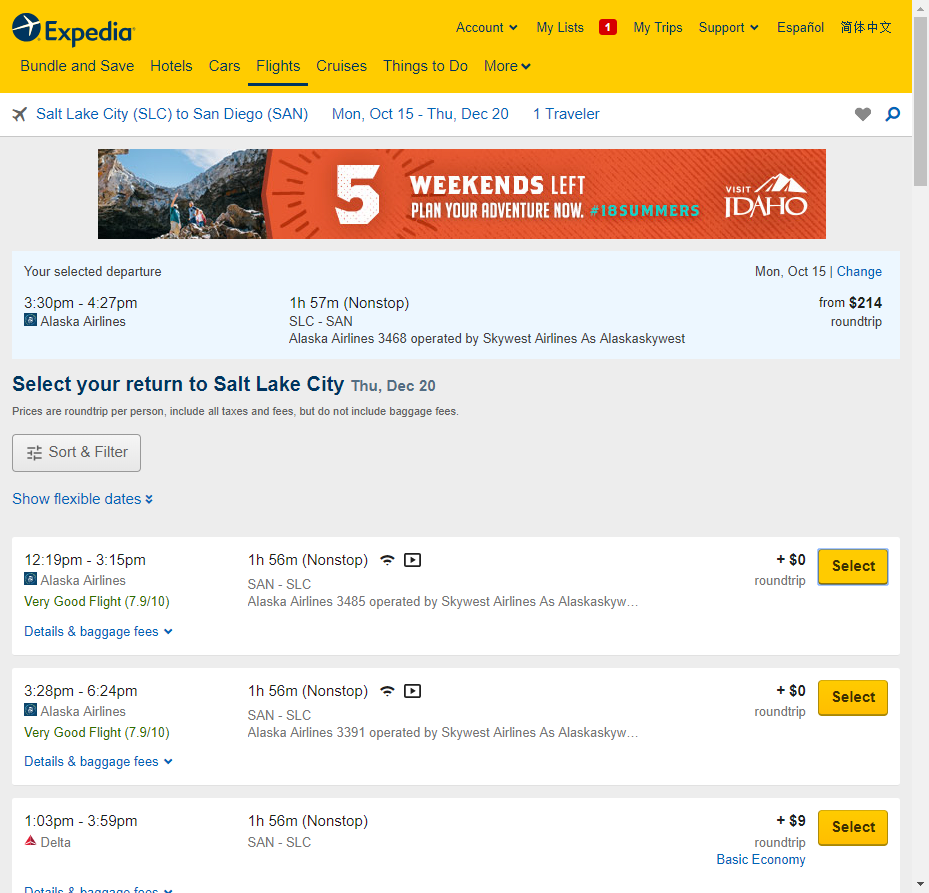 Expedia
Account
My Lists
1
My Trips
Support
Español
简体中文
Bundle and Save
Hotels
Cars
Flights
Cruises
Things to Do
More
Salt Lake City (SLC) to San Diego (SAN)
Mon, Oct 15 - Thu, Dec 20
1 Traveler
5 WEEKENDS LEFT
PLAN YOUR ADVENTURE NOW. #18SUMMERS
VISIT
IDAHO
Your selected departure
Mon, Oct 15 | Change
3:30pm - 4:27pm
1h 57m (Nonstop)
from $214
Alaska Airlines
SLC - SAN
roundtrip
Alaska Airlines 3468 operated by Skywest Airlines As Alaskaskywest
Select your return to Salt Lake City Thu, Dec 20
Prices are roundtrip per person, include all taxes and fees, but do not include baggage fees.
Sort & Filter
Show flexible dates
12:19pm - 3:15pm
1h 56m (Nonstop)
+ $0
Select
Alaska Airlines
SAN - SLC
roundtrip
Very Good Flight (7.9/10)
Alaska Airlines 3485 operated by Skywest Airlines As Alaskaskyw…
Details & baggage fees
3:28pm - 6:24pm
1h 56m (Nonstop)
+ $0
Select
Alaska Airlines
SAN - SLC
roundtrip
Very Good Flight (7.9/10)
Alaska Airlines 3391 operated by Skywest Airlines As Alaskaskyw…
Details & baggage fees
1:03pm - 3:59pm
1h 56m (Nonstop)
+ $9
Select
Delta
SAN - SLC
roundtrip
Basic Economy
Details & baggage fees